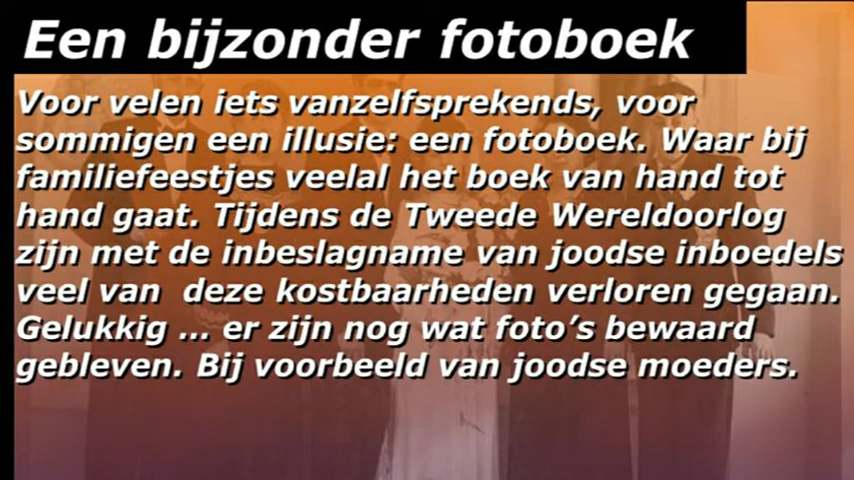 Een bijzonder fotoboek
Voor velen iets vanzelfsprekends, voor
sommigen een illusie: een fotoboek. Waar bij
familiefeestjes veelal het boek van hand tot
hand gaat. Tijdens de Tweede Wereldoorlog
zijn met de inbeslagname van joodse inboedels
veel van  deze kostbaarheden verloren gegaan.
Gelukkig ... er zijn nog wat foto’s bewaard
gebleven. Bij voorbeeld van joodse moeders.